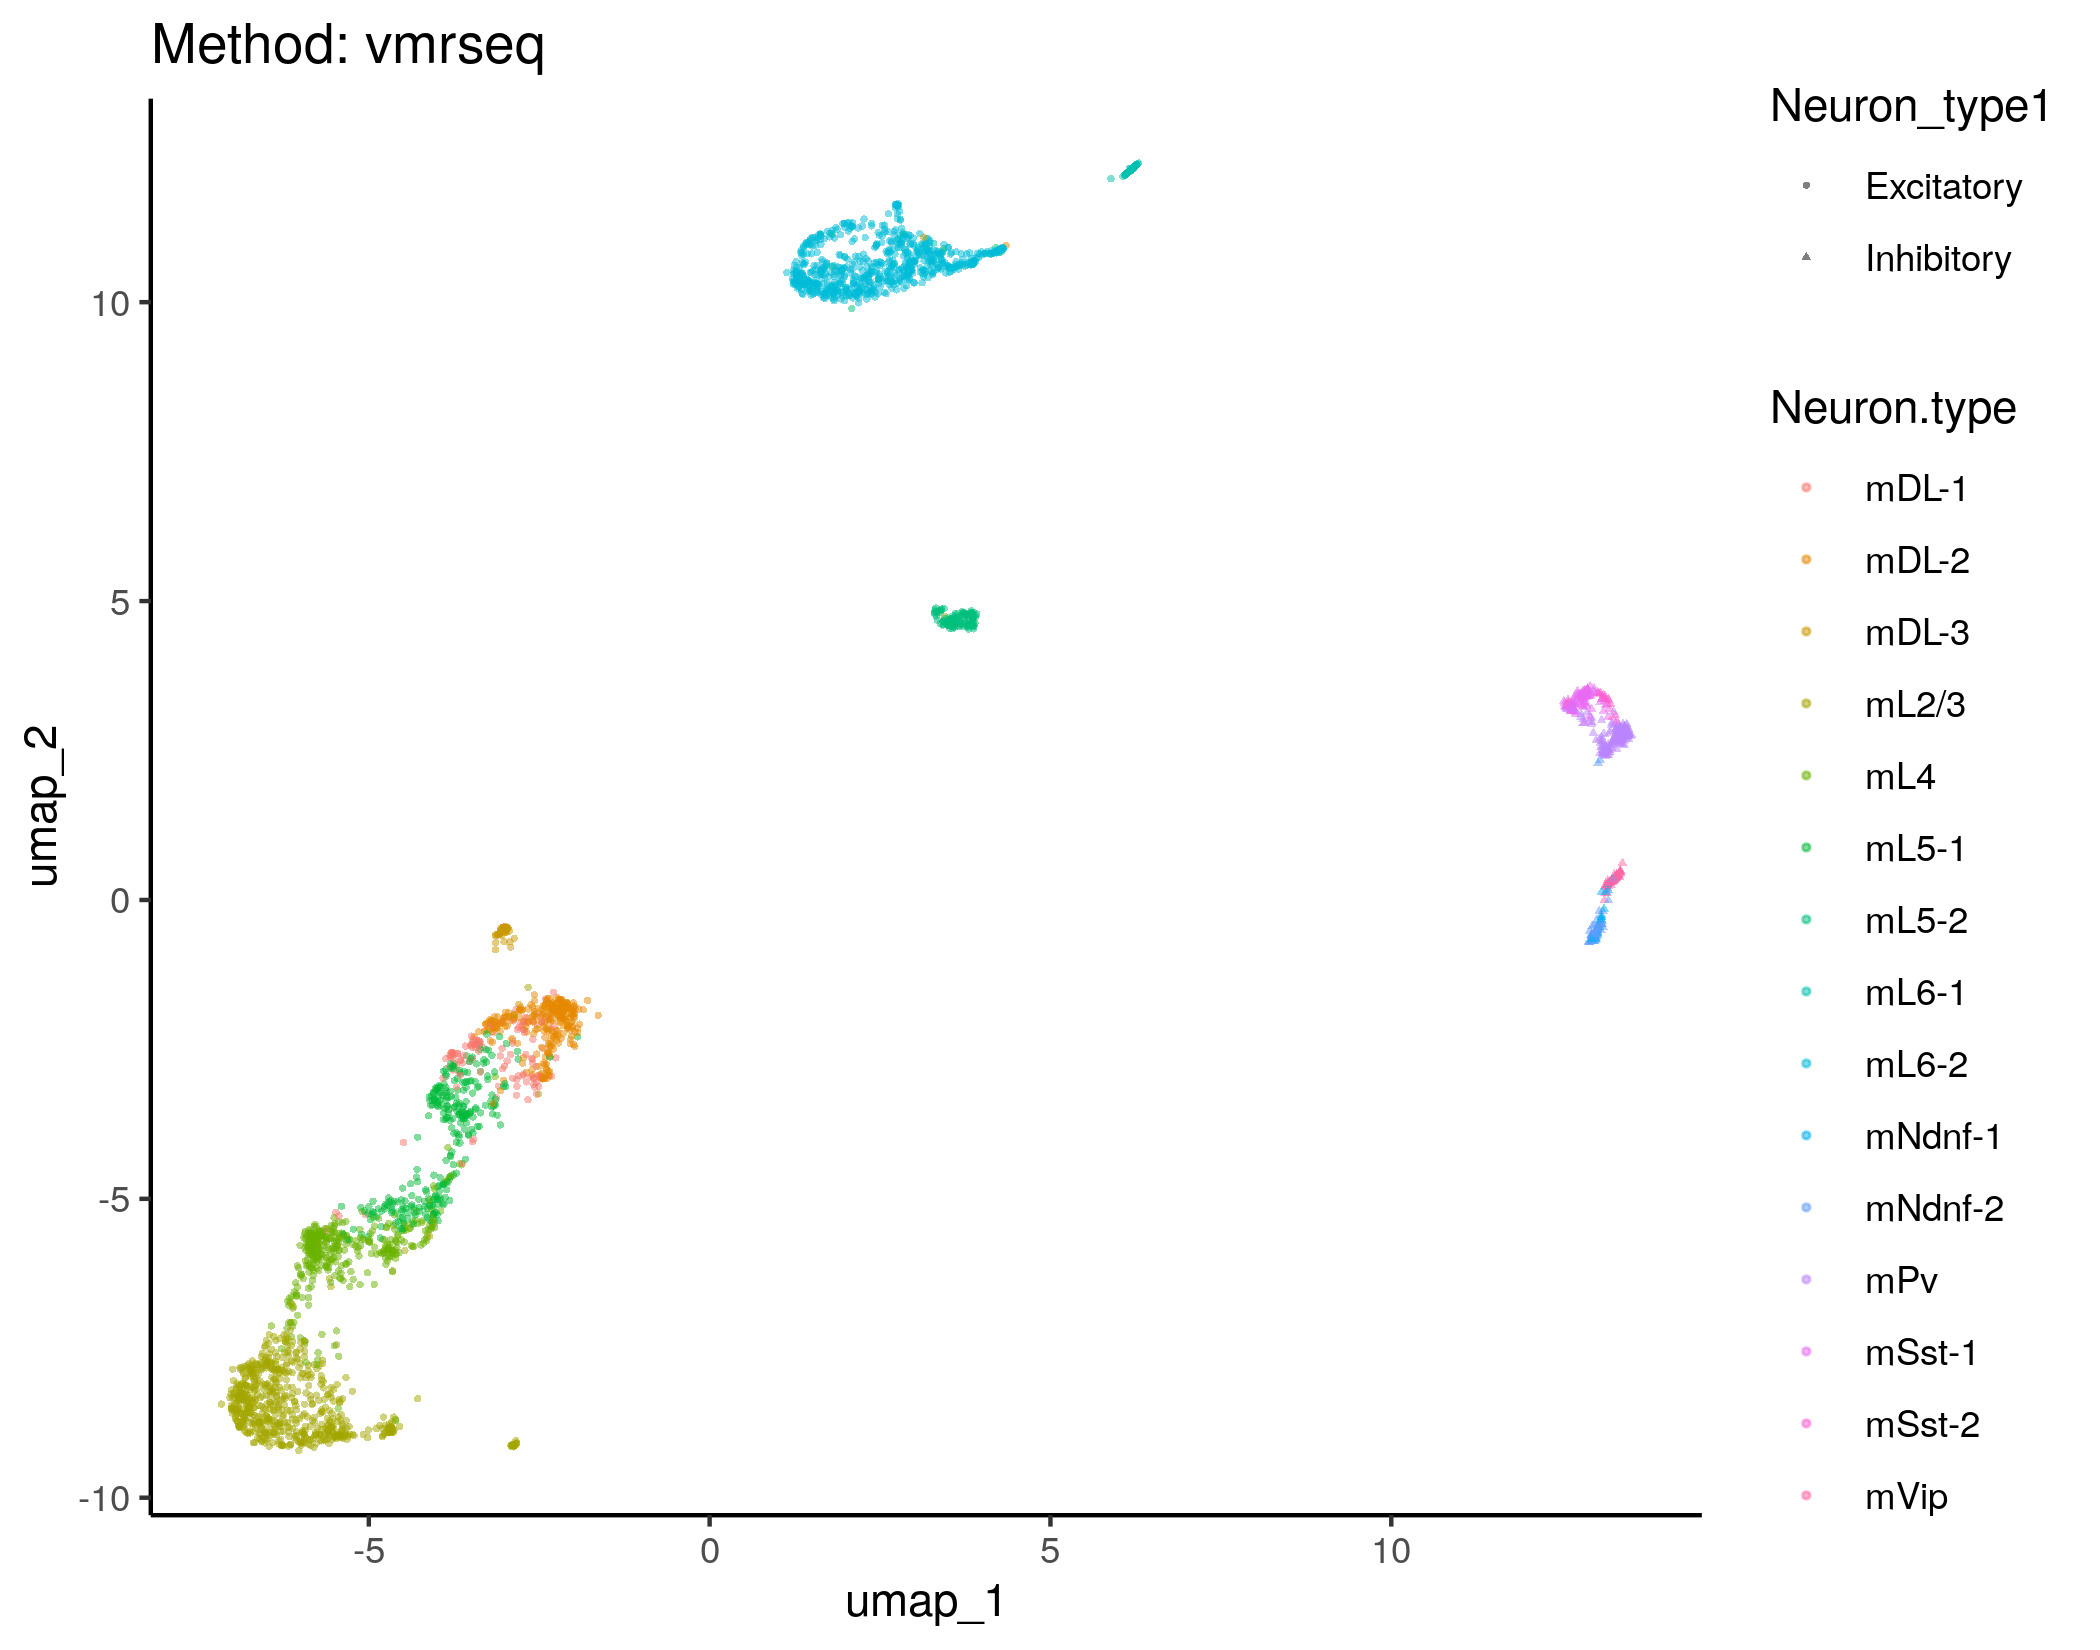 Method: vmrseq
umap_2
10
5
0
-5
-10
-5
0
5
10
umap_1
Neuron_type1
Excitatory
Inhibitory
Neuron.type
mDL-1
mDL-2
mDL-3
mL2/3
mL4
mL5-1
mL5-2
mL6-1
mL6-2
mNdnf-1
mNdnf-2
mPv
mSst-1
mSst-2
mVip